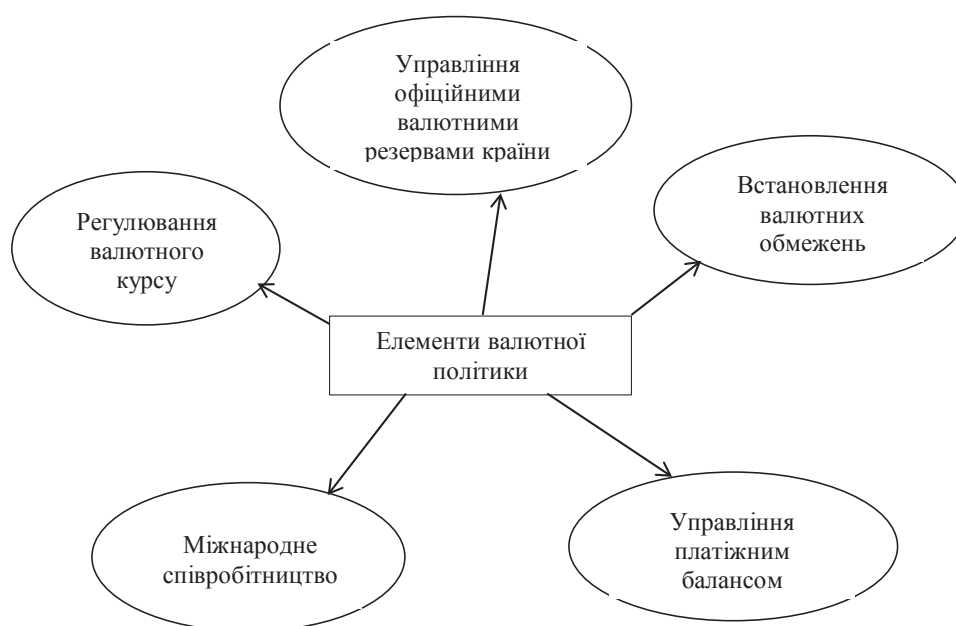 Управління
офіційними
валютними
резервами країни
Встановлення
валютних
обмежень
Регулювання
валютного
курсу
Елементи валютної
політики
Міжнародне
співробітництво
Управління
платіжним
балансом